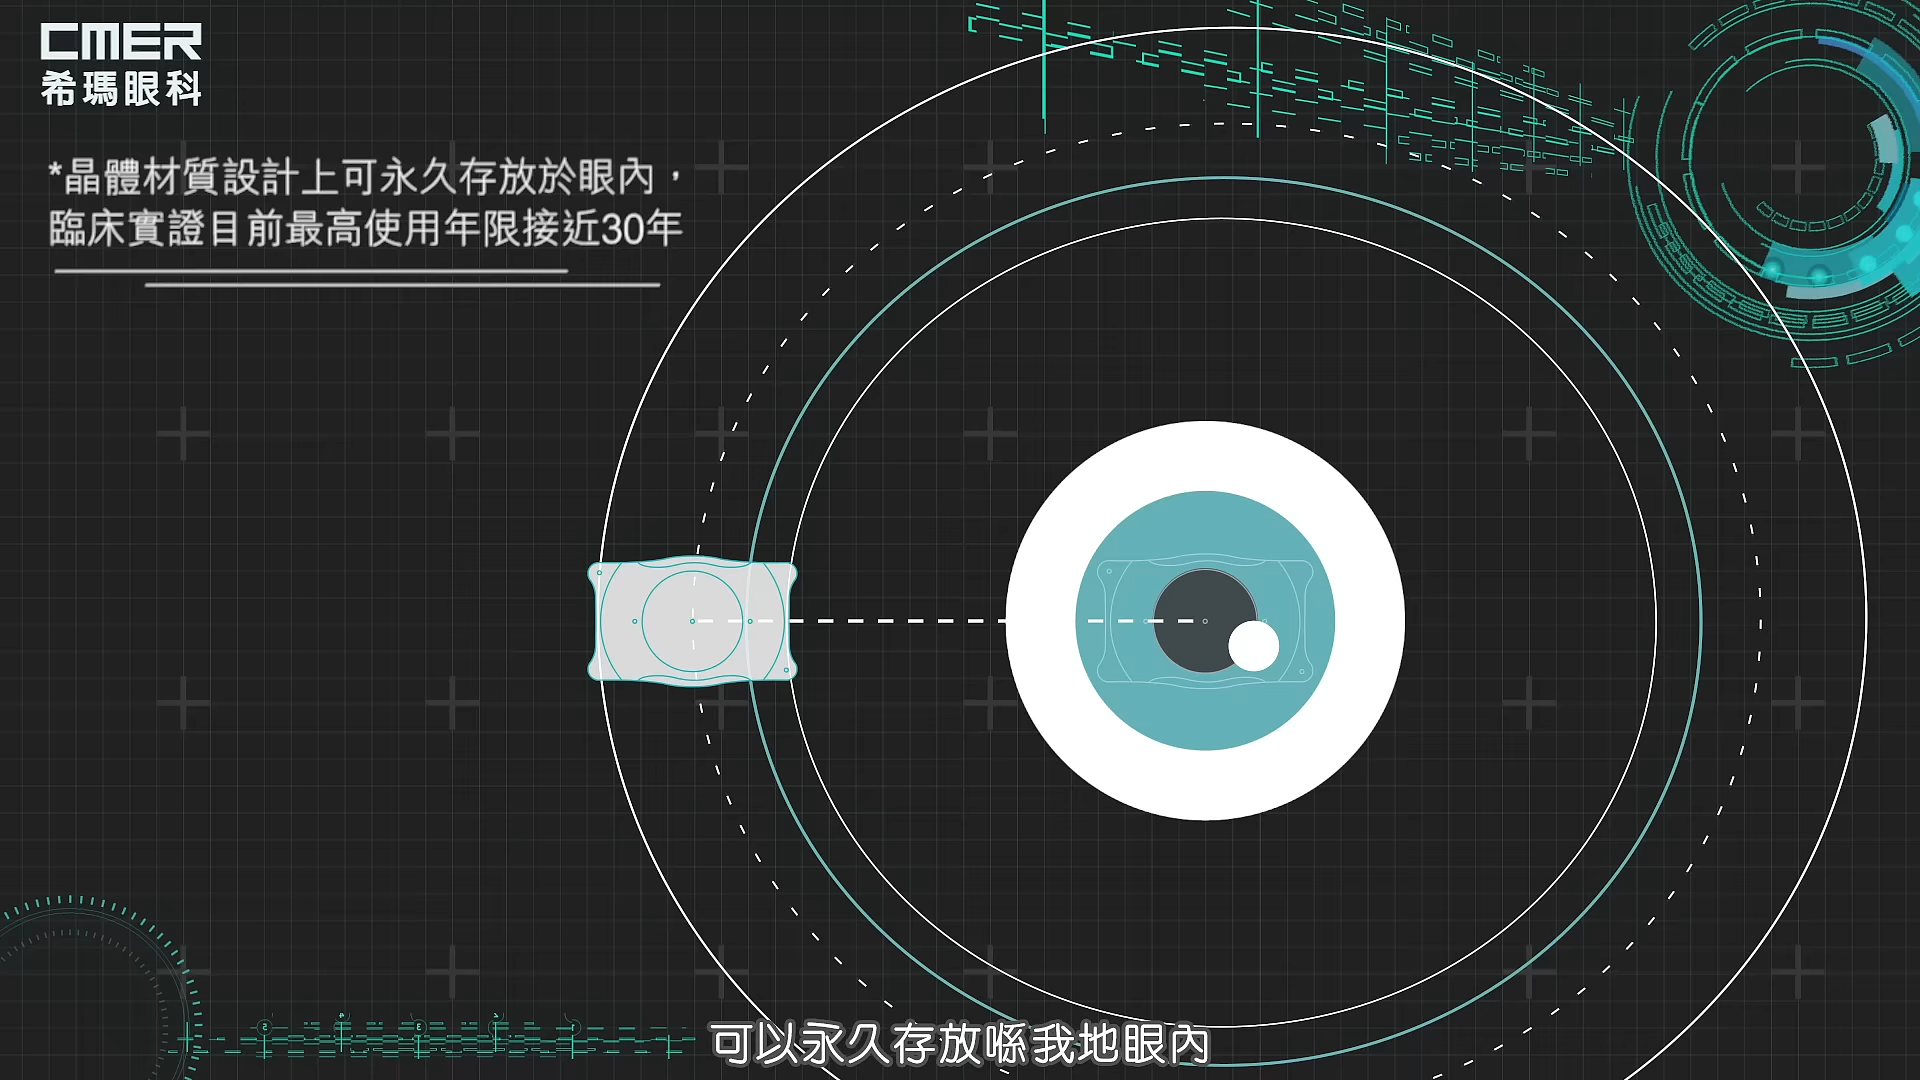 CMER
希瑪眼科
*晶體材質設計上可永久存放於眼內，
臨床實證目前最高使用年限接近30年
可以永久存放喺我地眼內